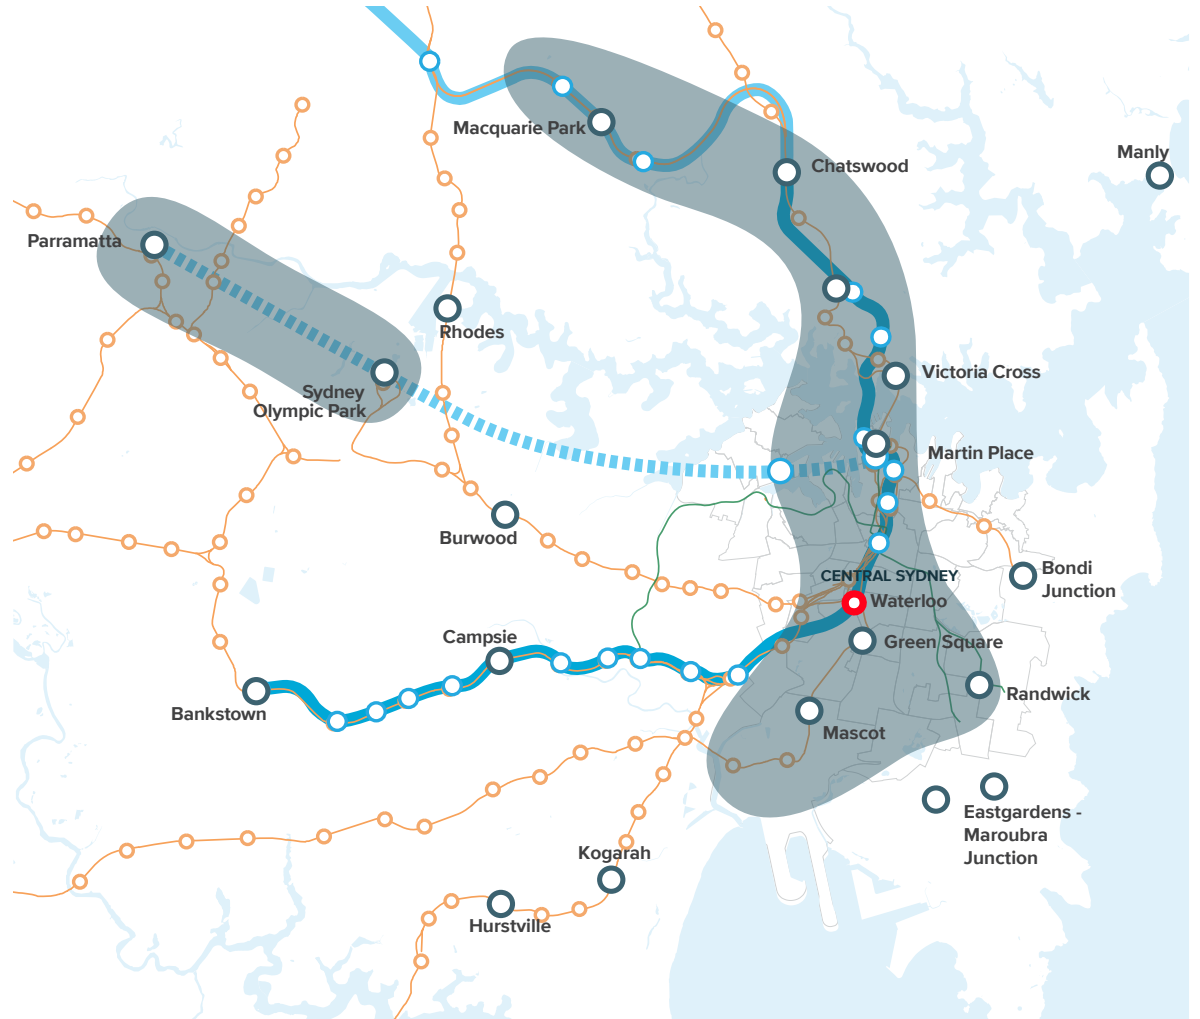 Macquarie Park
Manly
Chatswood
Parramatta
Rhodes
Victoria Cross
Sydney
Olympic Park
Martin Place
Burwood
Bondi
Junction
CENTRAL SYDNEY
Waterloo
Campsie
Green Square
Randwick
Bankstown
Mascot
Eastgardens -
Maroubra
Junction
Kogarah
Hurstville